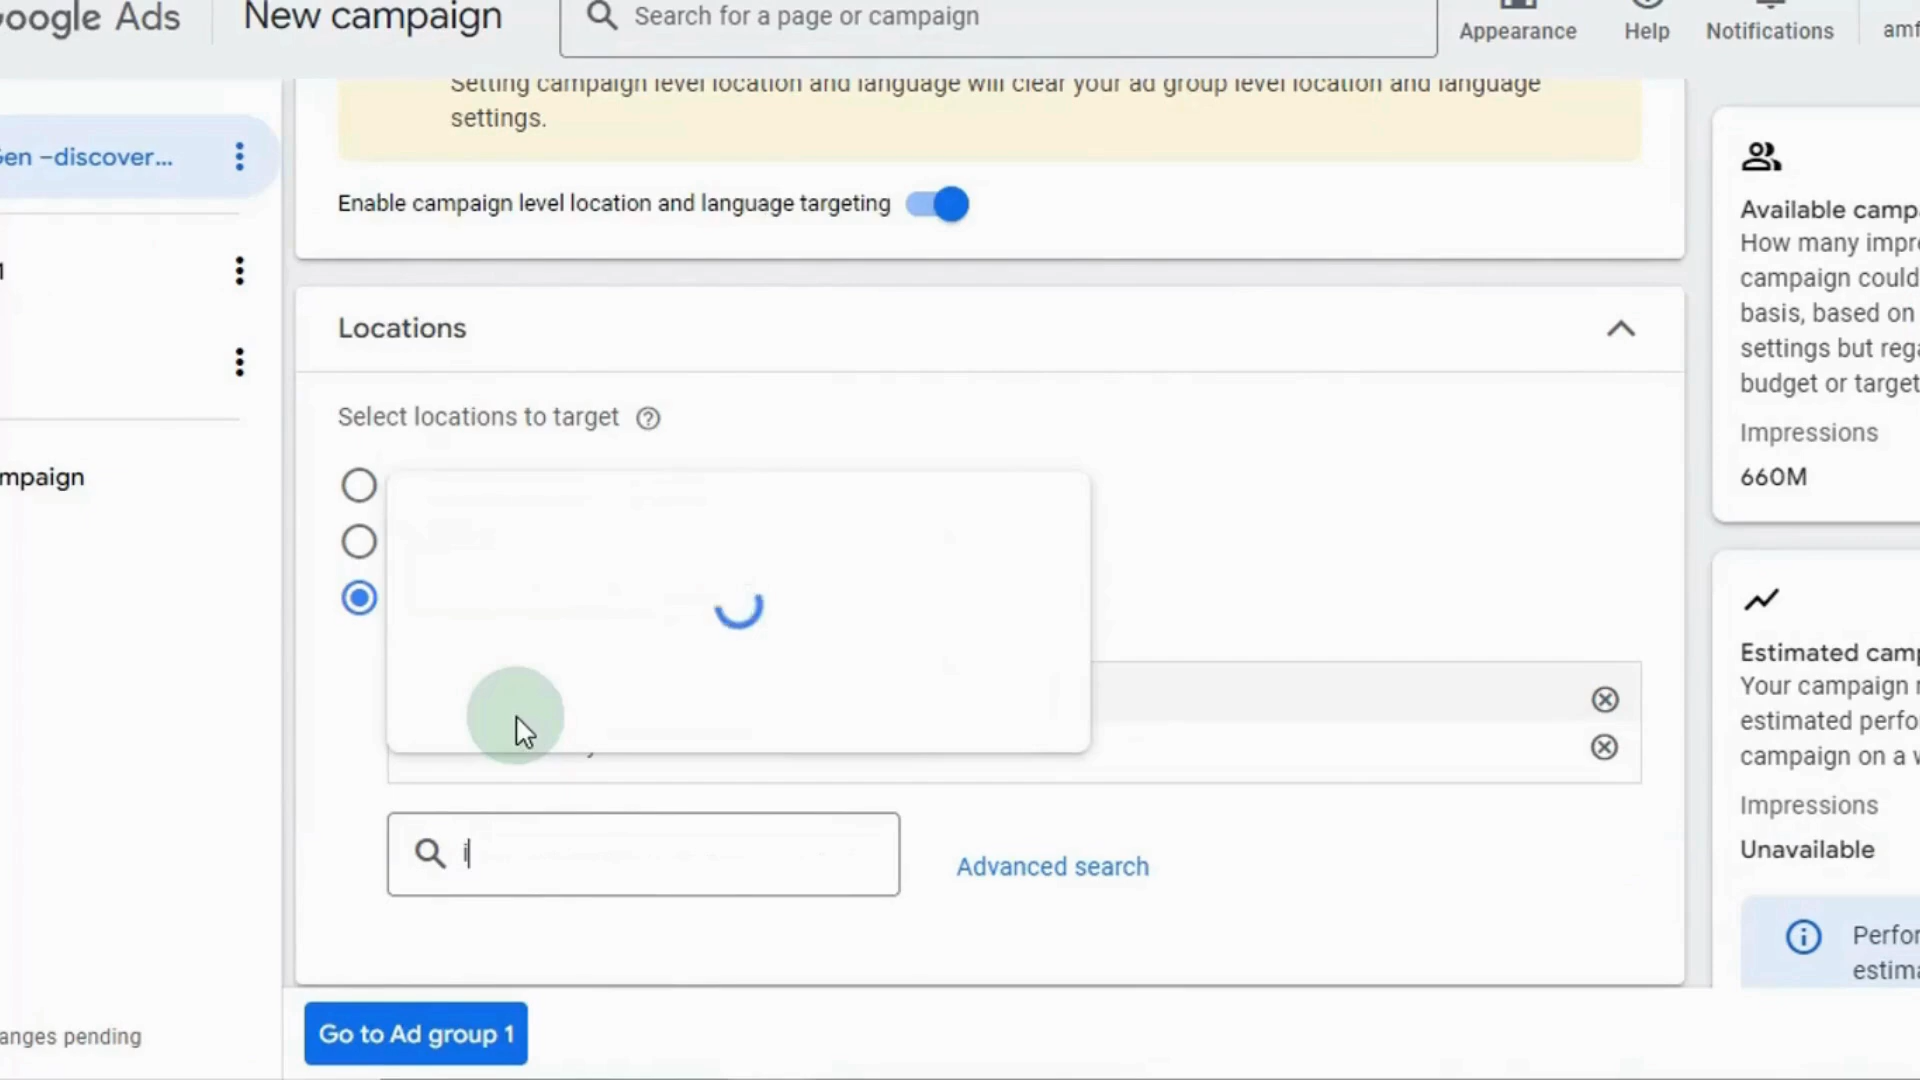 oogle Ads
New campaign
Search for a page or campaign
Appearance
Help
Notifications
amf
Setting campaign level location and language will clear your ad group level location and language
settings.
Gen –discover...
Enable campaign level location and language targeting
Locations
Select locations to target
mpaign
i
Advanced search
Go to Ad group 1
anges pending
Available campa
How many impre
campaign could
basis, based on
settings but rega
budget or target
Impressions
660M
Estimated camp
Your campaign r
estimated perfo
campaign on a w
Impressions
Unavailable
Perfor
estima